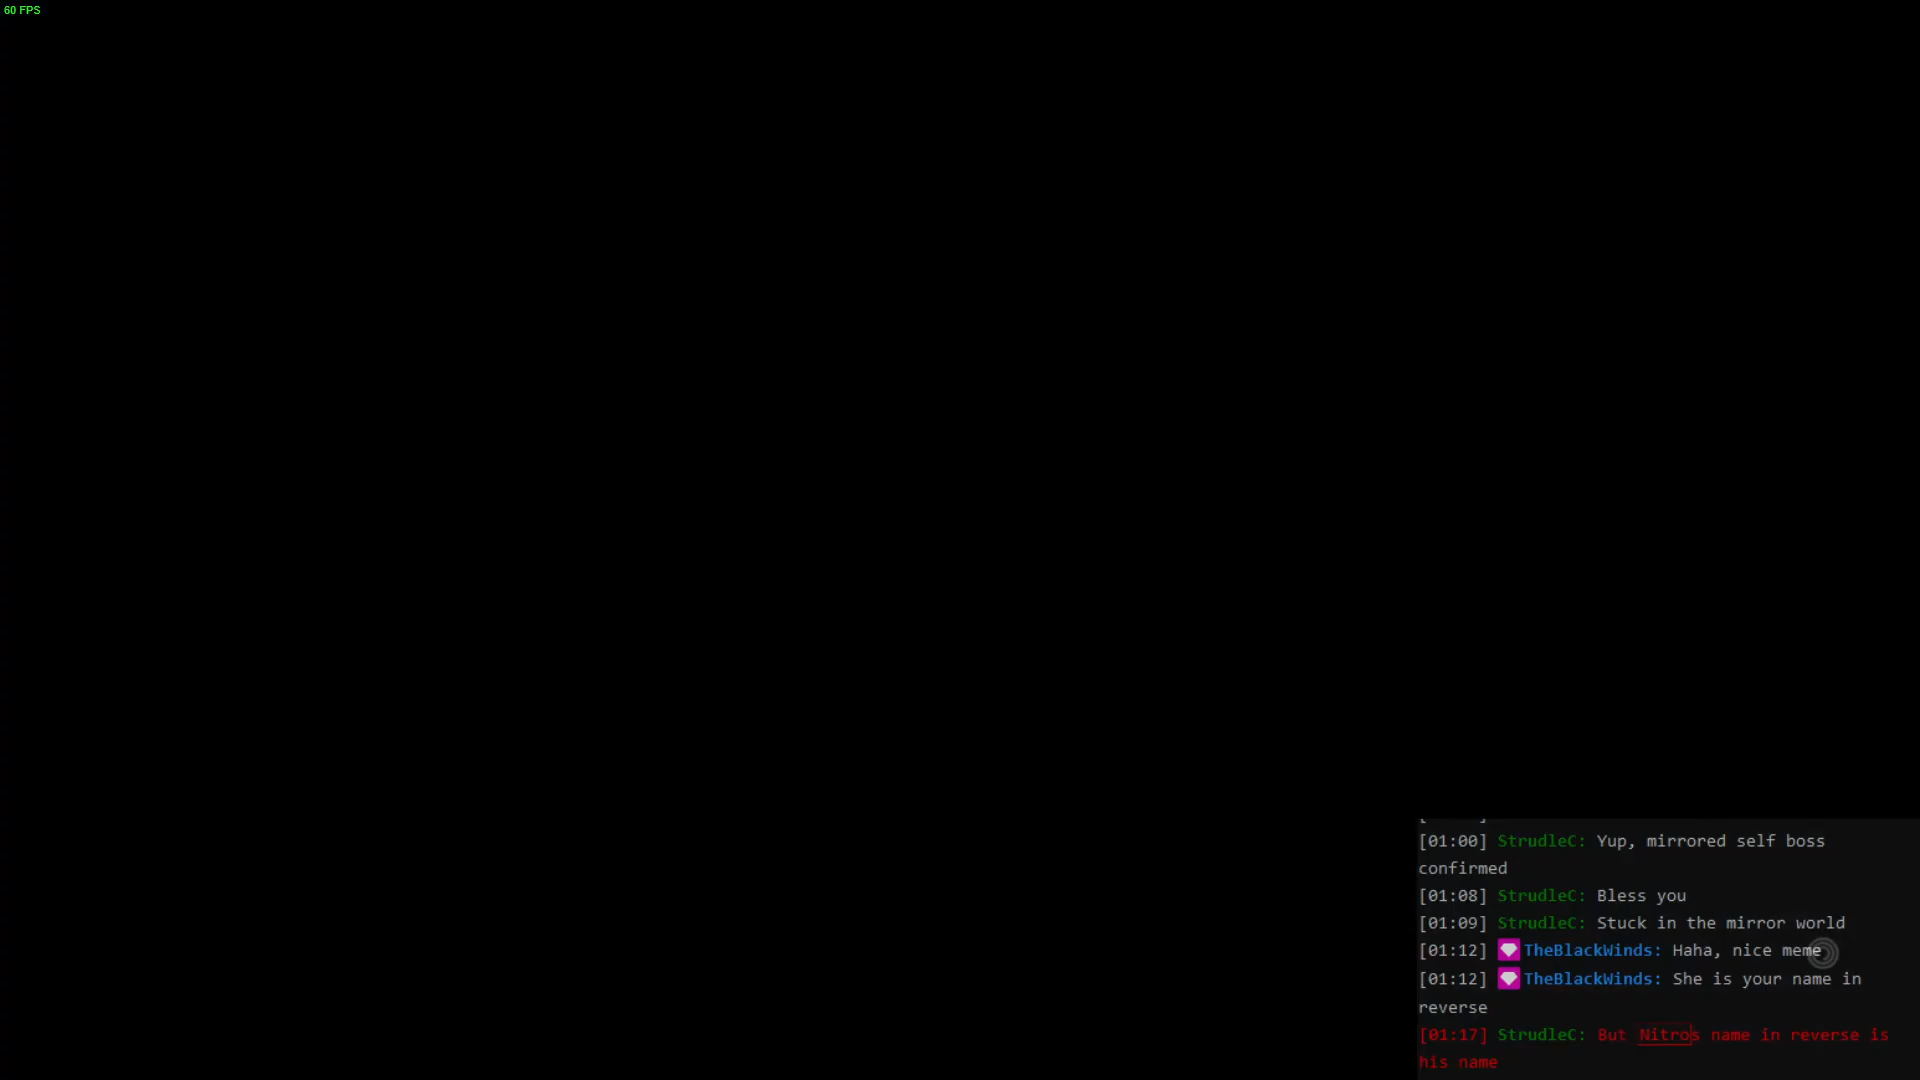 60 FPS
[01:00] StrudleC: Yup, mirrored self boss
confirmed
[01:08] StrudleC: Bless you
[01:09] StrudleC: Stuck in the mirror world
[01:12] TheBlackWinds: Haha, nice meme
[01:12] TheBlackWinds: She is your name in
reverse
[01:17] StrudleC: But Nitros name in reverse is
his name